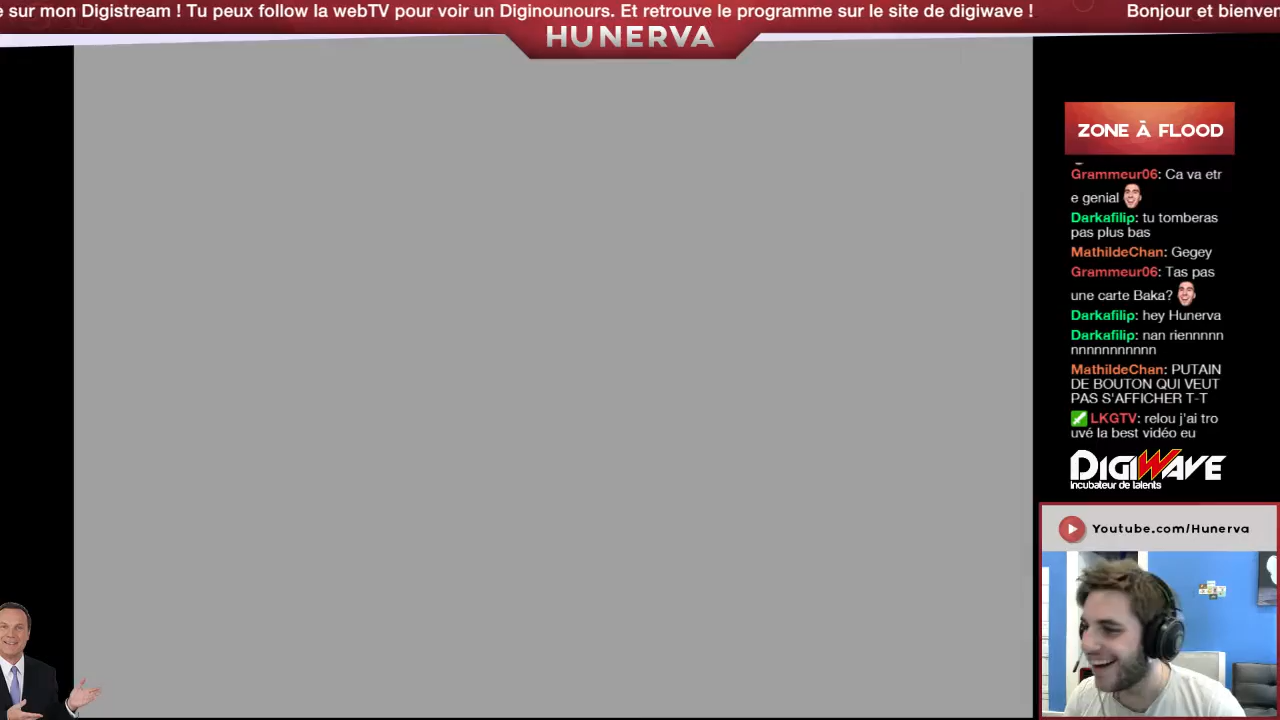 e sur mon Digistream ! Tu peux follow la webTV pour voir un Diginounours. Et retrouve le programme sur le site de digiwave ! Bonjour et bienven
HUNERVA
ZONE À FLOOD
Grammeur06: Ca va etr
e genial
Darkafilip: tu tomberas
pas plus bas
MathildeChan: Gegey
Grammeur06: Tas pas
une carte Baka?
Darkafilip: hey Hunerva
Darkafilip: nan riennnnn
nnnnnnnnnnn
MathildeChan: PUTAIN
DE BOUTON QUI VEUT
PAS S'AFFICHER T-T
LKGTV: relou j'ai tro
uvé la best vidéo eu
DIGIWAVE
Incubateur de talents
Youtube.com/Hunerva